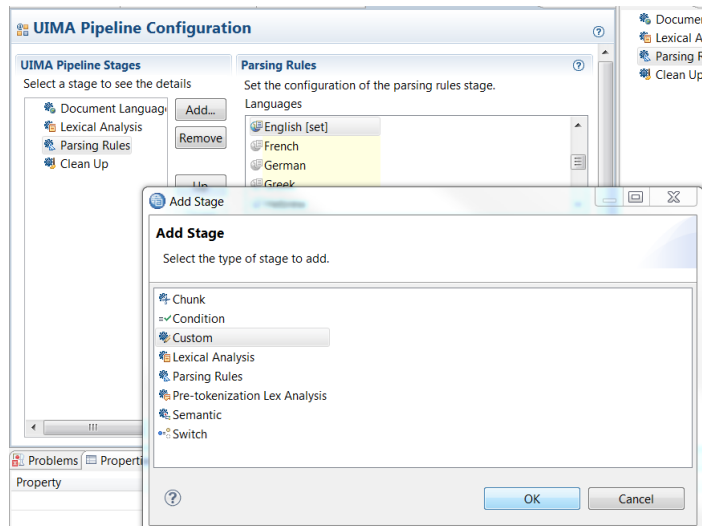 UIMA Pipeline Configuration
UIMA Pipeline Stages
Select a stage to see the details
Document Languag
Lexical Analysis
Parsing Rules
Clean Up
Add...
Remove
Up
Parsing Rules
Set the configuration of the parsing rules stage.
Languages
English [set]
French
German
Greek
Hebrew
Documen
Lexical A
Parsing R
Clean Up
Add Stage
Add Stage
Select the type of stage to add.
Chunk
Condition
Custom
Lexical Analysis
Parsing Rules
Pre-tokenization Lex Analysis
Semantic
Switch
OK
Cancel
Problems
Properti
Property